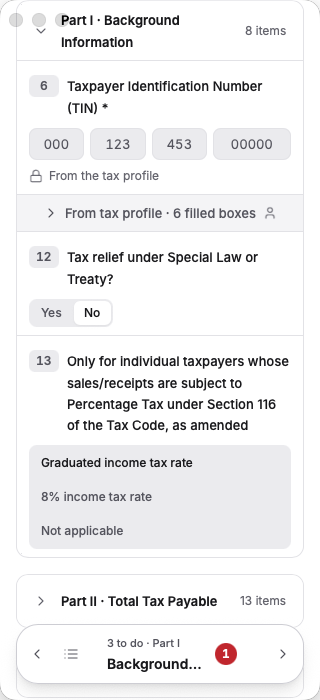 Part I · Background
Information
8 items
6
Taxpayer Identification Number
(TIN) *
000
123
453
00000
From the tax profile
From tax profile · 6 filled boxes
12
Tax relief under Special Law or
Treaty?
Yes
No
13
Only for individual taxpayers whose
sales/receipts are subject to
Percentage Tax under Section 116
of the Tax Code, as amended
Graduated income tax rate
8% income tax rate
Not applicable
Part II · Total Tax Payable
13 items
3 to do · Part I
Background...
1